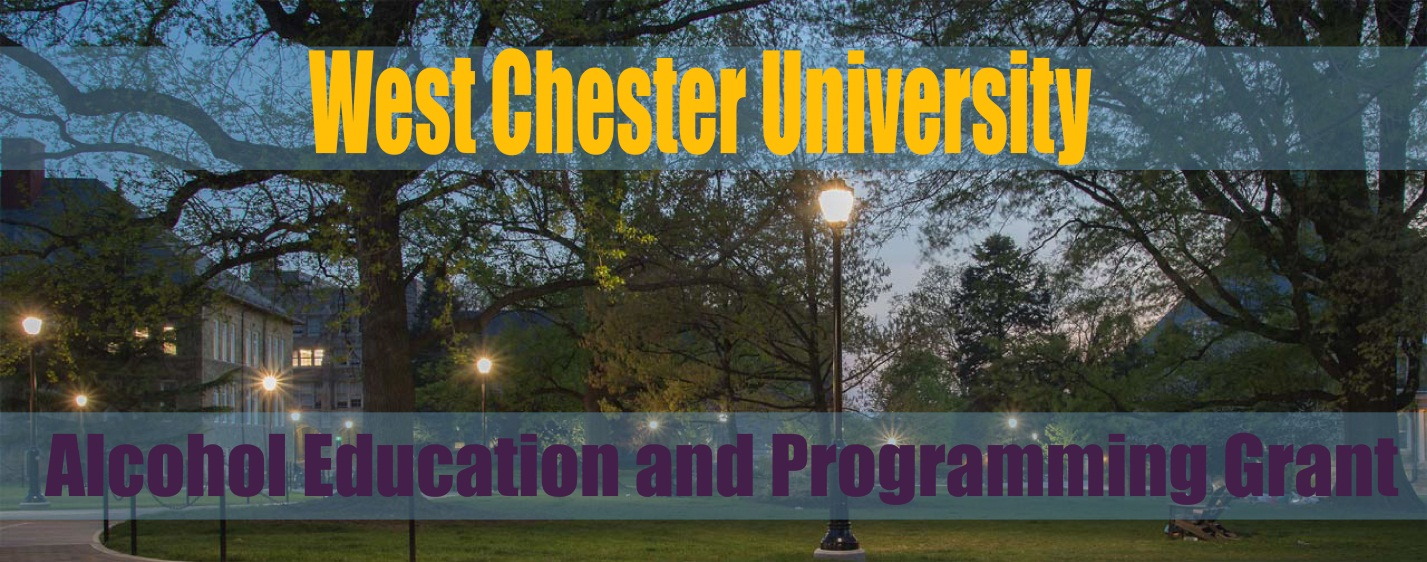 West Chester University
Alcohol Education and Programming Grant